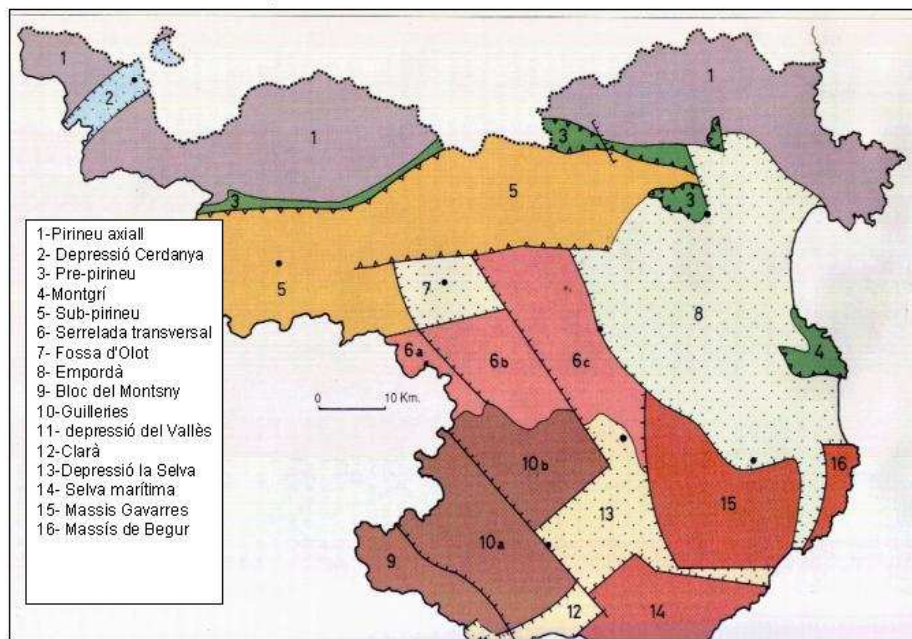 1
2
1
1
3
3
5
3
5
7
8
6a
6b
6c
4
0 10 Km.
10b
16
15
13
10a
9
12
14
1-Pirineu axiall
2- Depressió Cerdanya
3- Pre-pirineu
4-Montgrí
5- Sub-pirineu
6- Serrelada transversal
7- Fossa d'Olot
8- Empordà
9- Bloc del Montsny
10-Guilleries
11- depressió del Vallès
12-Clarà
13-Depressió la Selva
14- Selva marítima
15- Massis Gavarres
16- Massís de Begur